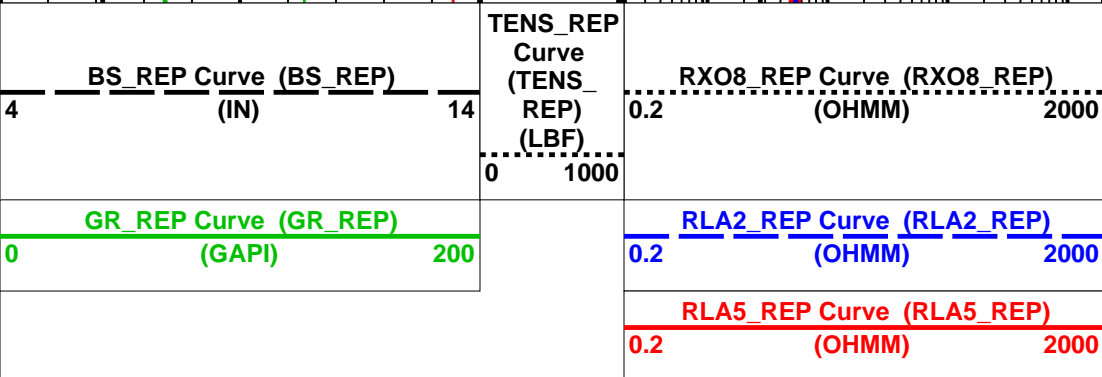 BS_REP Curve (BS_REP)
4 (IN) 14
TENS_REP
Curve
(TENS_
REP)
(LBF)
0 1000
RXO8_REP Curve (RXO8_REP)
0.2 (OHMM) 2000
GR_REP Curve (GR_REP)
0 (GAPI) 200
RLA2_REP Curve (RLA2_REP)
0.2 (OHMM) 2000
RLA5_REP Curve (RLA5_REP)
0.2 (OHMM) 2000